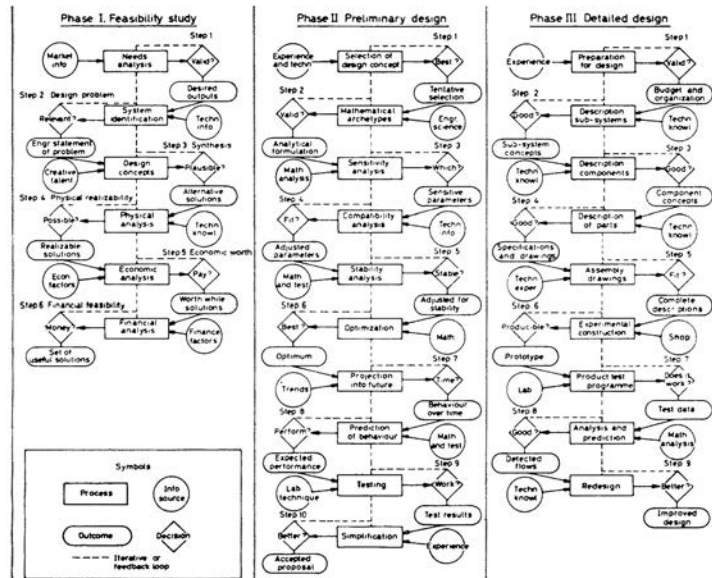 Phase I. Feasibility study
Step 1
Market
info
Needs
analysis
Valid?
Desired
outputs
Step 2 Design problem
Relevant?
System
identification
Techn
info
Engr statement
of problem
Step 3 Synthesis
Creative
talent
Design
concepts
Plausible?
Alternative
solutions
Step 4 Physical realizability
Possible?
Physical
analysis
Techn
knowl
Realizable
solutions
Step 5 Economic worth
Econ
factors
Economic
analysis
Pay?
Worth while
solutions
Step 6 Financial feasibility
Money?
Financial
analysis
Finance
factors
Set of
useful solutions
Symbols
Process
Info
source
Outcome
Decision
Iterative or
feedback loop
Phase II Preliminary design
Step 1
Experience
and techn
Selection of
design concept
Best?
Tentative
selection
Step 2
Valid?
Mathematical
archetypes
Engr.
science
Analytical
formulation
Step 3
Math
analysis
Sensitivity
analysis
Which?
Sensitive
parameters
Step 4
Fit?
Compatibility
analysis
Techn
info
Adjusted
parameters
Step 5
Math
and test
Stability
analysis
Stable?
Adjusted for
stability
Step 6
Best?
Optimization
Math
Optimum
Step 7
Trends
Projection
into future
Time?
Behaviour
over time
Step 8
Perform?
Prediction
of behaviour
Math
and test
Expected
performance
Step 9
Lab
technique
Testing
Work?
Test results
Step 10
Better?
Simplification
Experience
Accepted
proposal
Phase III Detailed design
Step 1
Experience
Preparation
for design
Valid?
Budget and
organization
Step 2
Good?
Description
sub-systems
Techn
knowl
Sub-system
concepts
Step 3
Techn
knowl
Description
components
Good?
Component
concepts
Step 4
Good?
Description
of parts
Techn
knowl
Specifications
and drawings
Step 5
Techn
exper
Assembly
drawings
Fit?
Complete
descriptions
Step 6
Producible?
Experimental
construction
Shop
Prototype
Step 7
Lab
Product test
programme
Does it
work?
Test data
Step 8
Good?
Analysis and
prediction
Math
analysis
Detected
flows
Step 9
Techn
knowl
Redesign
Better?
Improved
design